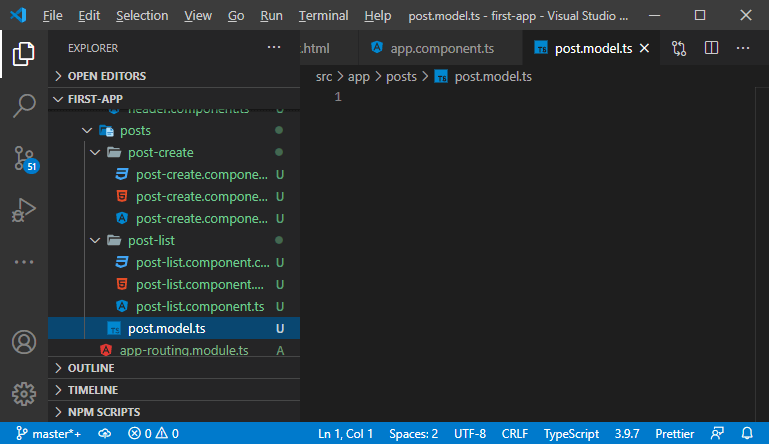 File Edit Selection View Go Run Terminal Help post.model.ts - first-app - Visual Studio ...
EXPLORER
.html app.component.ts post.model.ts
OPEN EDITORS
src > app > posts > TS post.model.ts
FIRST-APP
1
header.component.ts
posts
post-create
post-create.compone... U
post-create.compone... U
51
post-create.compone... U
post-list
post-list.component.c... U
post-list.component.... U
post-list.component.ts U
TS post.model.ts U
app-routing.module.ts A
OUTLINE
TIMELINE
NPM SCRIPTS
master*+ 0 0 Ln 1, Col 1 Spaces: 2 UTF-8 CRLF TypeScript 3.9.7 Prettier